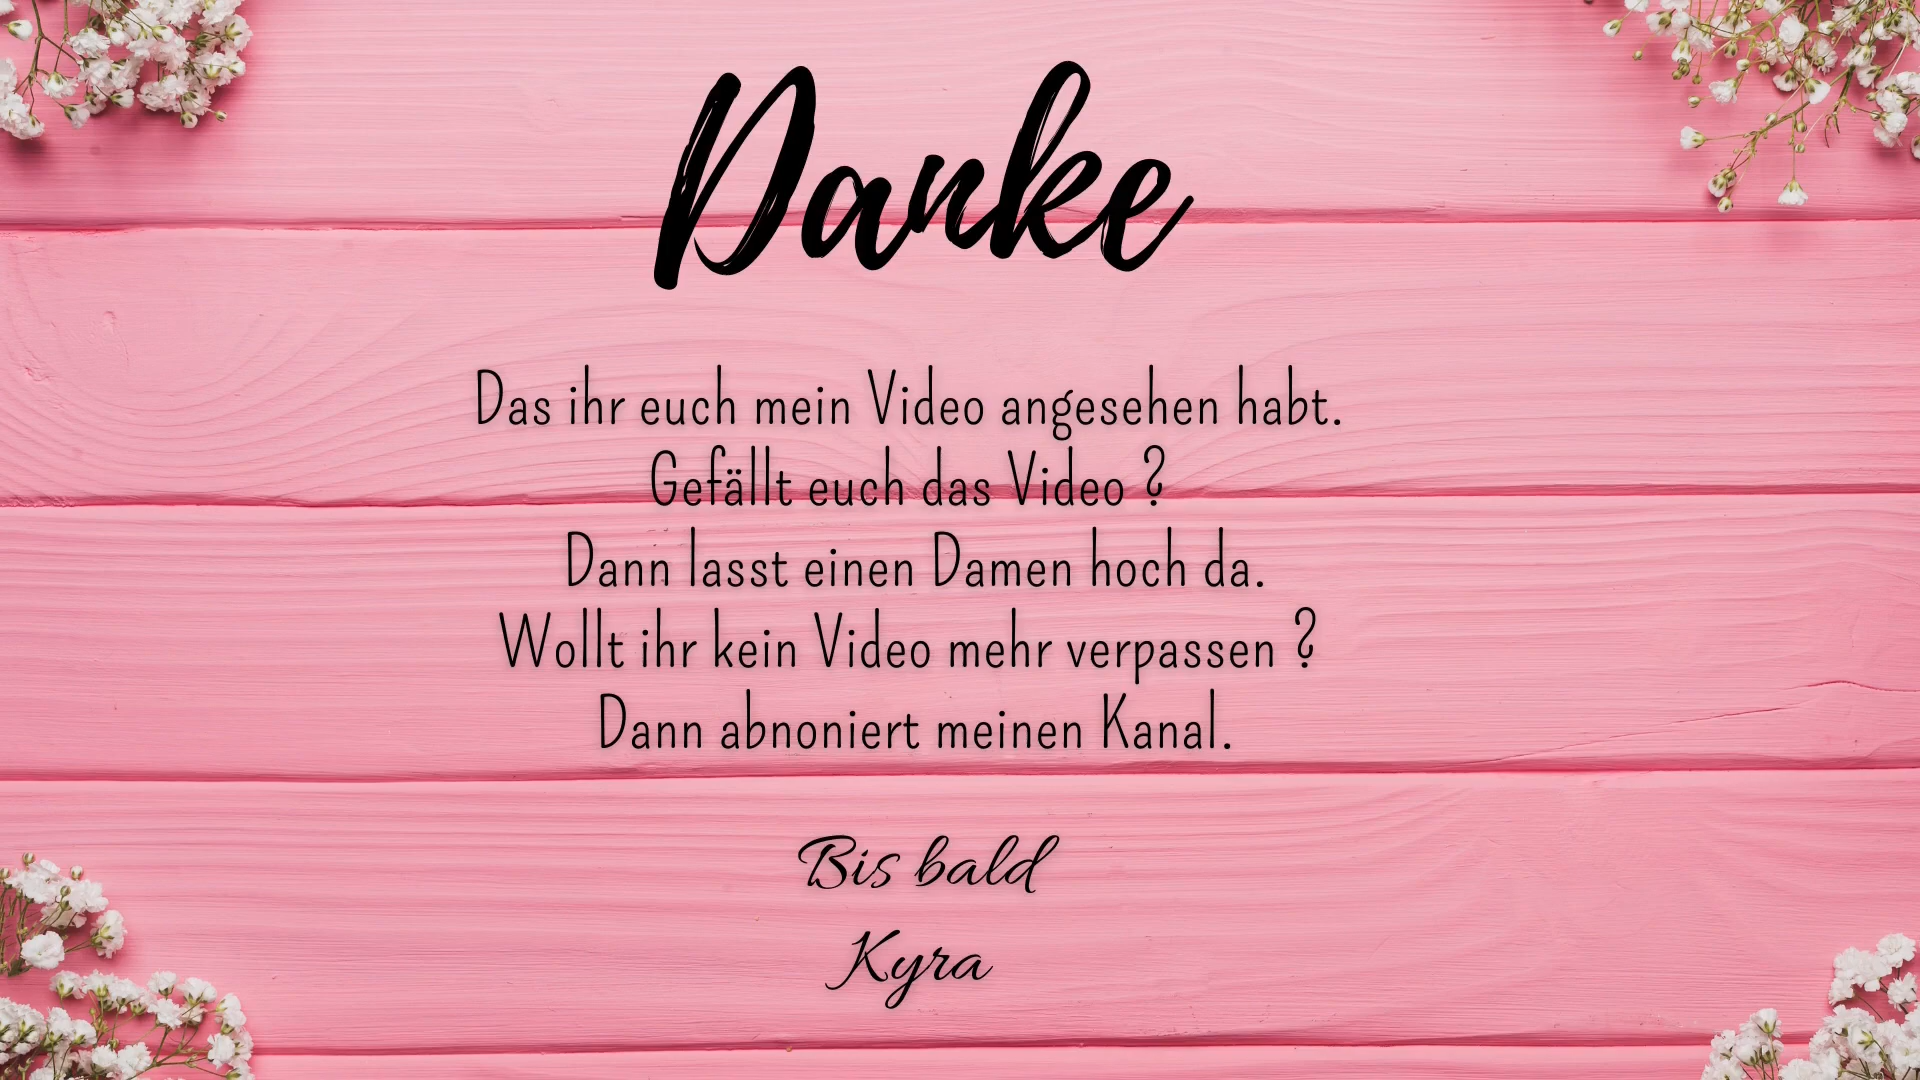 Danke
Das ihr euch mein Video angesehen habt.
Gefällt euch das Video ?
Dann lasst einen Damen hoch da.
Wollt ihr kein Video mehr verpassen ?
Dann abnoniert meinen Kanal.
Bis bald
Kyra